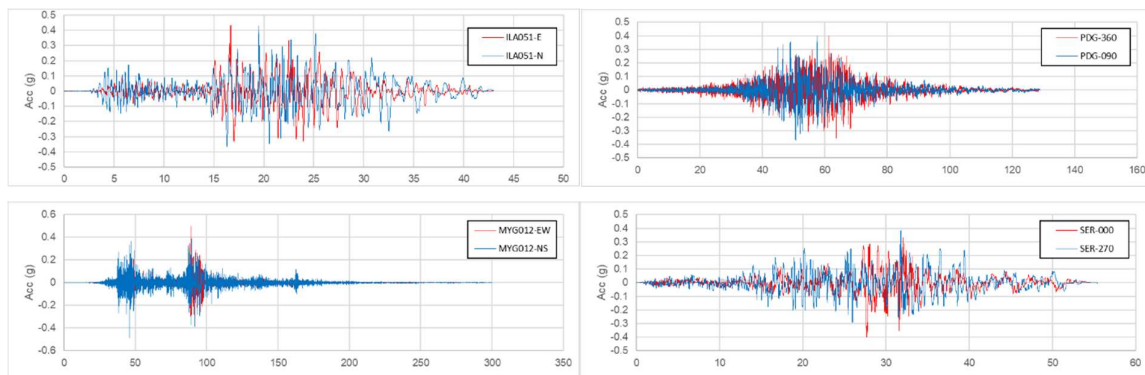 0.5
0.4
0.3
0.2
0.1
0
-0.1
-0.2
-0.3
-0.4
0.5
Acc (g)
ILA051-E
ILA051-N
0 5 10 15 20 25 30 35 40 45 50
0.5
0.4
0.3
0.2
0.1
0
-0.1
-0.2
-0.3
-0.4
-0.5
Acc (g)
PDG-360
PDG-090
0 20 40 60 80 100 120 140 160
0.6
0.4
0.2
0
-0.2
-0.4
-0.6
Acc (g)
MYG012-EW
MYG012-NS
0 50 100 150 200 250 300 350
0.5
0.4
0.3
0.2
0.1
0
-0.1
-0.2
-0.3
-0.4
-0.5
Acc (g)
SER-000
SER-270
0 10 20 30 40 50 60